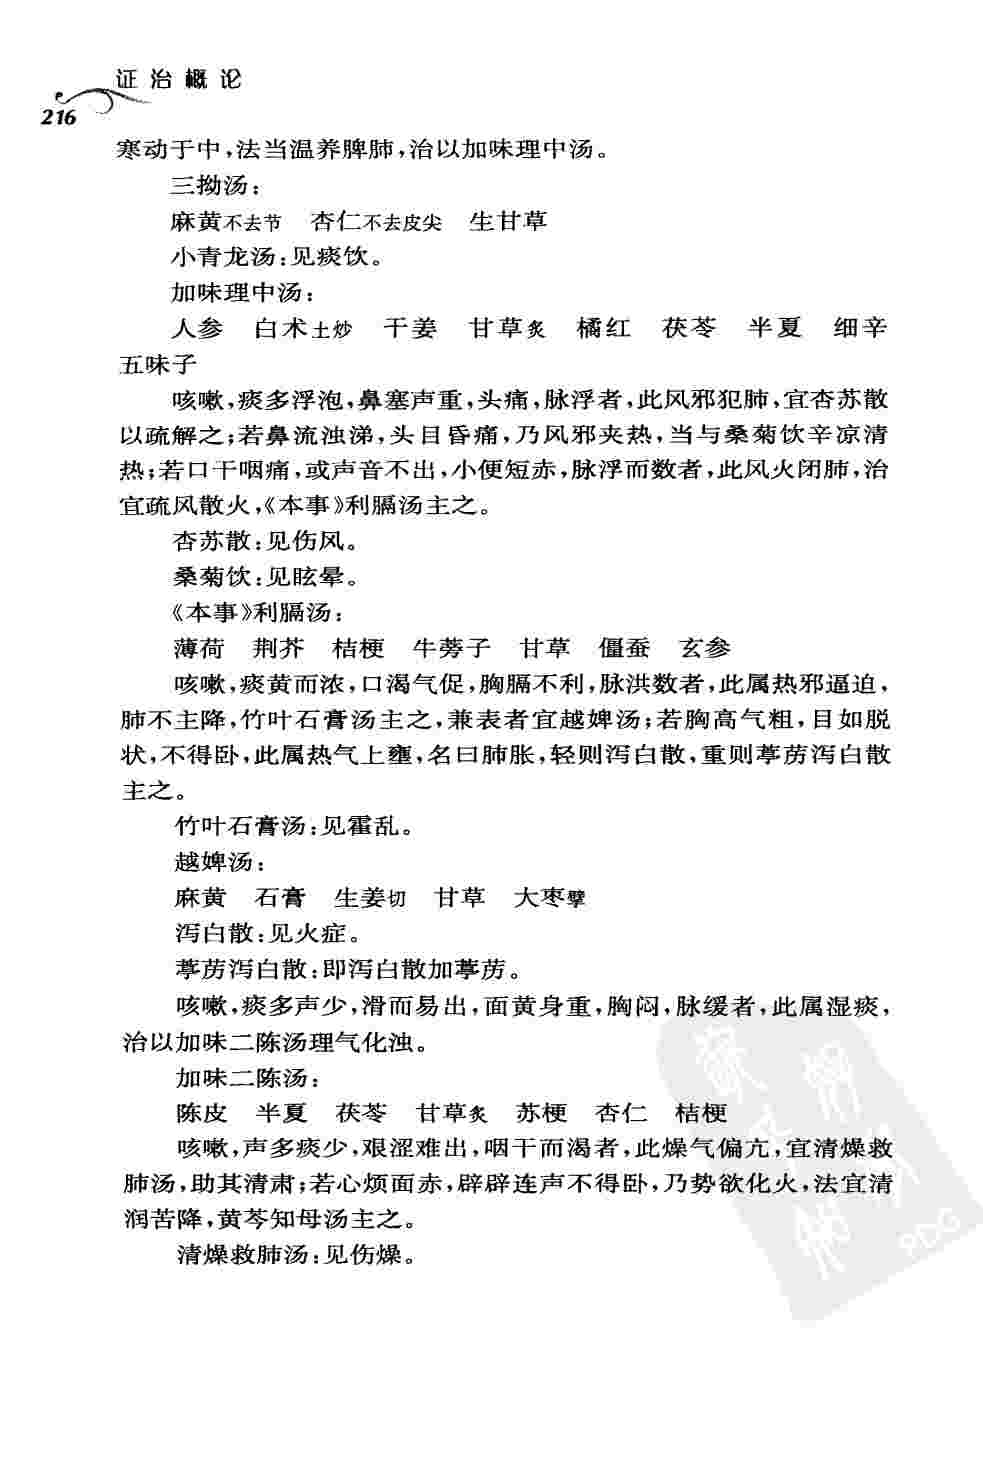 证治概论
216
寒动于中，法当温养脾肺，治以加味理中汤。
三拗汤：
麻黄不去节　杏仁不去皮尖　生甘草
小青龙汤：见痰饮。
加味理中汤：
人参　白术土炒　干姜　甘草炙　橘红　茯苓　半夏　细辛
五味子
咳嗽，痰多浮泡，鼻塞声重，头痛，脉浮者，此风邪犯肺，宜杏苏散
以疏解之；若鼻流浊涕，头目昏痛，乃风邪夹热，当与桑菊饮辛凉清
热；若口干咽痛，或声音不出，小便短赤，脉浮而数者，此风火闭肺，治
宜疏风散火，《本事》利膈汤主之。
杏苏散：见伤风。
桑菊饮：见眩晕。
《本事》利膈汤：
薄荷　荆芥　桔梗　牛蒡子　甘草　僵蚕　玄参
咳嗽，痰黄而浓，口渴气促，胸膈不利，脉洪数者，此属热邪逼迫，
肺不主降，竹叶石膏汤主之，兼表者宜越婢汤；若胸高气粗，目如脱
状，不得卧，此属热气上壅，名曰肺胀，轻则泻白散，重则葶苈泻白散
主之。
竹叶石膏汤：见霍乱。
越婢汤：
麻黄　石膏　生姜切　甘草　大枣擘
泻白散：见火症。
葶苈泻白散：即泻白散加葶苈。
咳嗽，痰多声少，滑而易出，面黄身重，胸闷，脉缓者，此属湿痰，
治以加味二陈汤理气化浊。
加味二陈汤：
陈皮　半夏　茯苓　甘草炙　苏梗　杏仁　桔梗
咳嗽，声多痰少，艰涩难出，咽干而渴者，此燥气偏亢，宜清燥救
肺汤，助其清肃；若心烦面赤，辟辟连声不得卧，乃势欲化火，法宜清
润苦降，黄芩知母汤主之。
清燥救肺汤：见伤燥。
PDG